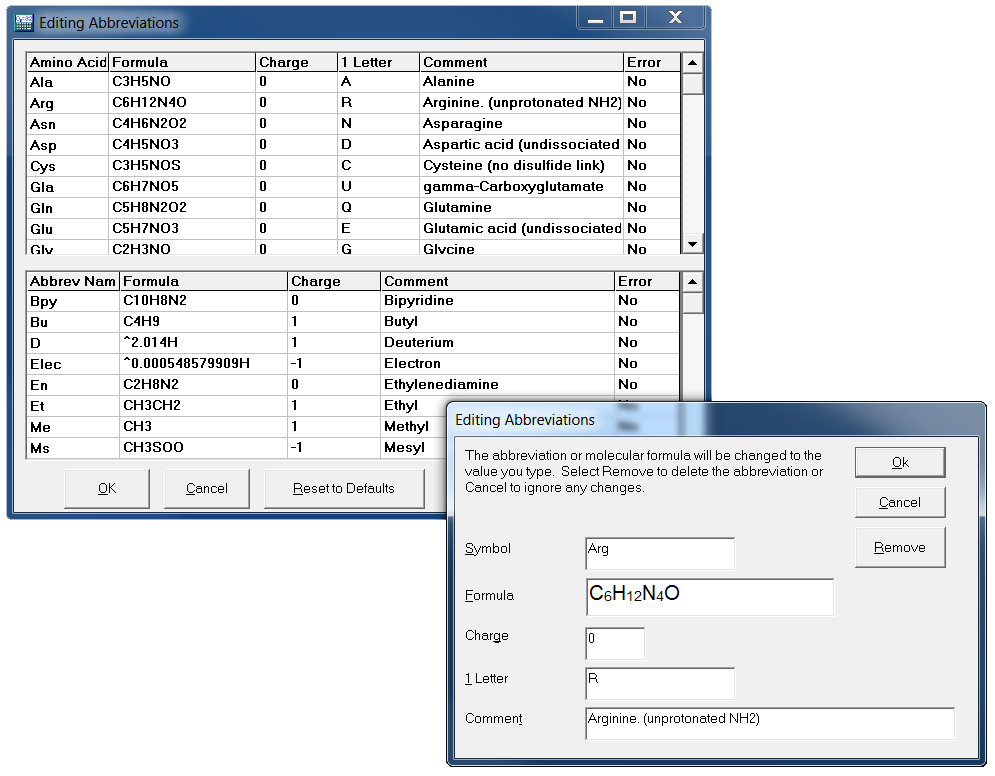 Editing Abbreviations
Amino Acid Formula Charge 1 Letter Comment Error
Ala C3H5NO 0 A Alanine No
Arg C6H12N4O 0 R Arginine. (unprotonated NH2) No
Asn C4H6N2O2 0 N Asparagine No
Asp C4H5NO3 0 D Aspartic acid (undissociated No
Cys C3H5NOS 0 C Cysteine (no disulfide link) No
Gla C6H7NO5 0 U gamma-Carboxyglutamate No
Gln C5H8N2O2 0 Q Glutamine No
Glu C5H7NO3 0 E Glutamic acid (undissociated No
Gly C2H3NO 0 G Glycine No
Abbrev Nam Formula Charge Comment Error
Bpy C10H8N2 0 Bipyridine No
Bu C4H9 1 Butyl No
D ^2.014H 1 Deuterium No
Elec ^0.000548579909H -1 Electron No
En C2H8N2 0 Ethylenediamine No
Et CH3CH2 1 Ethyl No
Me CH3 1 Methyl No
Ms CH3SOO -1 Mesyl
OK Cancel Reset to Defaults
Editing Abbreviations
The abbreviation or molecular formula will be changed to the
value you type. Select Remove to delete the abbreviation or
Cancel to ignore any changes.
Ok
Cancel
Remove
Symbol Arg
Formula C6H12N4O
Charge 0
1 Letter R
Comment Arginine. (unprotonated NH2)